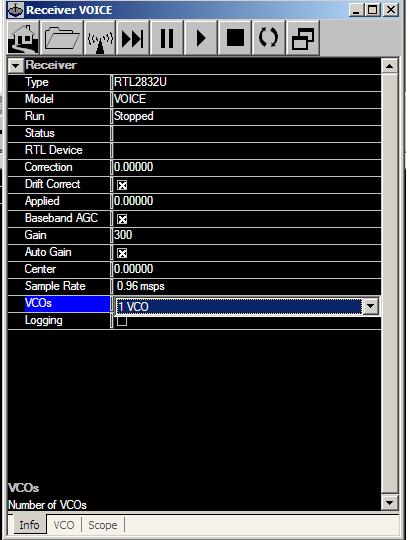 Receiver VOICE
Receiver
Type RTL2832U
Model VOICE
Run Stopped
Status
RTL Device
Correction 0.00000
Drift Correct
Applied 0.00000
Baseband AGC
Gain 300
Auto Gain
Center 0.00000
Sample Rate 0.96 msps
VCOs 1 VCO
Logging
VCOs
Number of VCOs
Info VCO Scope